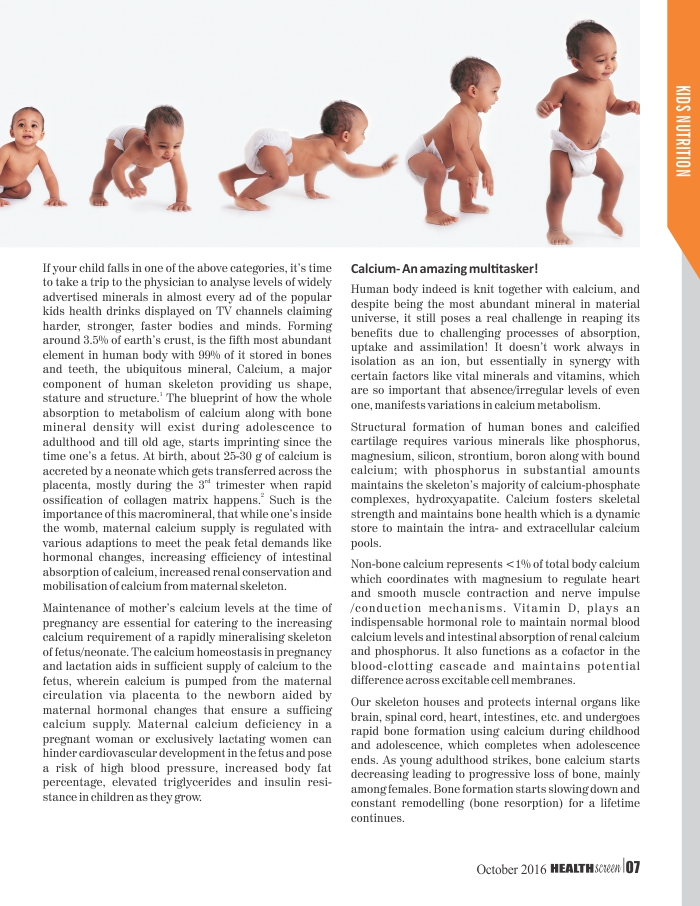 KIDS NUTRITION
If your child falls in one of the above categories, it's time
to take a trip to the physician to analyse levels of widely
advertised minerals in almost every ad of the popular
kids health drinks displayed on TV channels claiming
harder, stronger, faster bodies and minds. Forming
around 3.5% of earth's crust, is the fifth most abundant
element in human body with 99% of it stored in bones
and teeth, the ubiquitous mineral, Calcium, a major
component of human skeleton providing us shape,
stature and structure.1 The blueprint of how the whole
absorption to metabolism of calcium along with bone
mineral density will exist during adolescence to
adulthood and till old age, starts imprinting since the
time one's a fetus. At birth, about 25-30 g of calcium is
accreted by a neonate which gets transferred across the
placenta, mostly during the 3rd trimester when rapid
ossification of collagen matrix happens.2 Such is the
importance of this macromineral, that while one's inside
the womb, maternal calcium supply is regulated with
various adaptions to meet the peak fetal demands like
hormonal changes, increasing efficiency of intestinal
absorption of calcium, increased renal conservation and
mobilisation of calcium from maternal skeleton.
Maintenance of mother's calcium levels at the time of
pregnancy are essential for catering to the increasing
calcium requirement of a rapidly mineralising skeleton
of fetus/neonate. The calcium homeostasis in pregnancy
and lactation aids in sufficient supply of calcium to the
fetus, wherein calcium is pumped from the maternal
circulation via placenta to the newborn aided by
maternal hormonal changes that ensure a sufficing
calcium supply. Maternal calcium deficiency in a
pregnant woman or exclusively lactating women can
hinder cardiovascular development in the fetus and pose
a risk of high blood pressure, increased body fat
percentage, elevated triglycerides and insulin resi-
stance in children as they grow.
Calcium- An amazing multitasker!
Human body indeed is knit together with calcium, and
despite being the most abundant mineral in material
universe, it still poses a real challenge in reaping its
benefits due to challenging processes of absorption,
uptake and assimilation! It doesn't work always in
isolation as an ion, but essentially in synergy with
certain factors like vital minerals and vitamins, which
are so important that absence/irregular levels of even
one, manifests variations in calcium metabolism.
Structural formation of human bones and calcified
cartilage requires various minerals like phosphorus,
magnesium, silicon, strontium, boron along with bound
calcium; with phosphorus in substantial amounts
maintains the skeleton's majority of calcium-phosphate
complexes, hydroxyapatite. Calcium fosters skeletal
strength and maintains bone health which is a dynamic
store to maintain the intra- and extracellular calcium
pools.
Non-bone calcium represents <1% of total body calcium
which coordinates with magnesium to regulate heart
and smooth muscle contraction and nerve impulse
/conduction mechanisms. Vitamin D, plays an
indispensable hormonal role to maintain normal blood
calcium levels and intestinal absorption of renal calcium
and phosphorus. It also functions as a cofactor in the
blood-clotting cascade and maintains potential
difference across excitable cell membranes.
Our skeleton houses and protects internal organs like
brain, spinal cord, heart, intestines, etc. and undergoes
rapid bone formation using calcium during childhood
and adolescence, which completes when adolescence
ends. As young adulthood strikes, bone calcium starts
decreasing leading to progressive loss of bone, mainly
among females. Bone formation starts slowing down and
constant remodelling (bone resorption) for a lifetime
continues.
October 2016 HEALTH screen 07